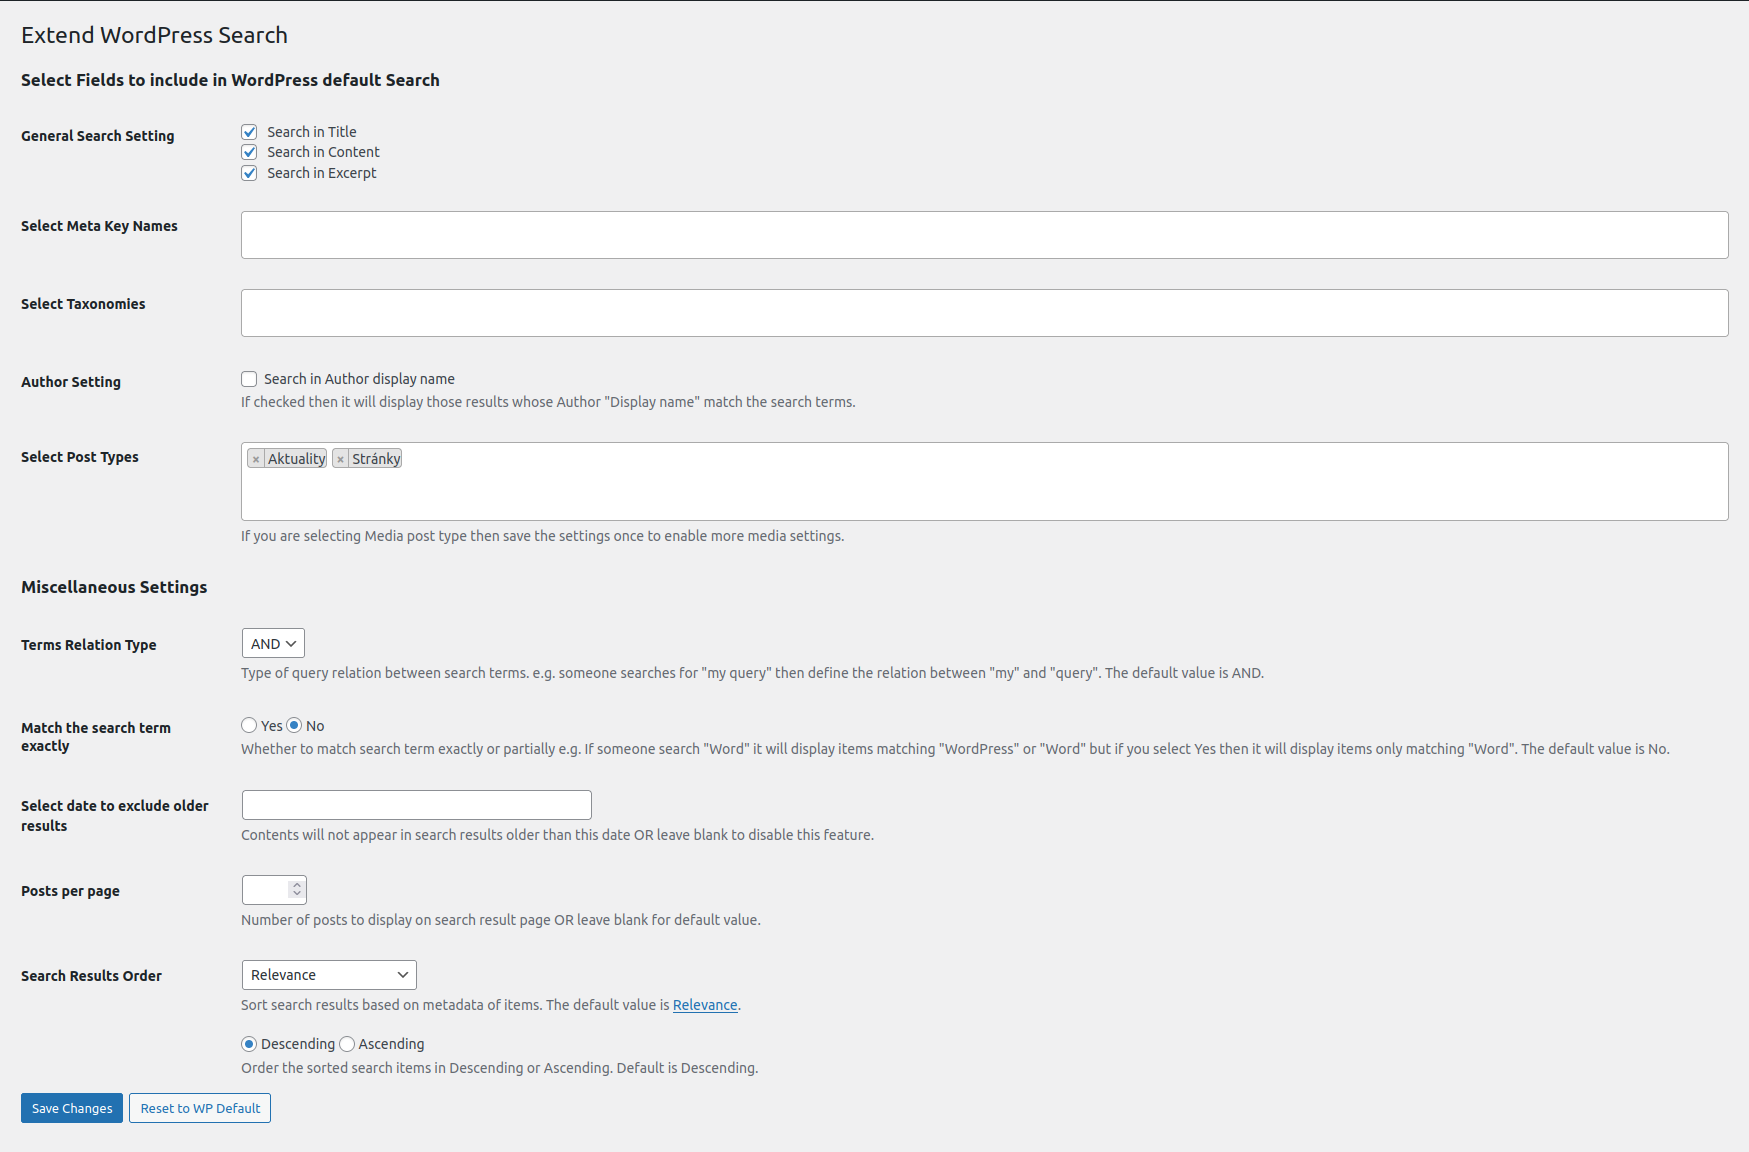 Extend WordPress Search
Select Fields to include in WordPress default Search
General Search Setting
Search in Title
Search in Content
Search in Excerpt
Select Meta Key Names
Select Taxonomies
Author Setting
Search in Author display name
If checked then it will display those results whose Author "Display name" match the search terms.
Select Post Types
× Aktuality × Stránky
If you are selecting Media post type then save the settings once to enable more media settings.
Miscellaneous Settings
Terms Relation Type
AND
Type of query relation between search terms. e.g. someone searches for "my query" then define the relation between "my" and "query". The default value is AND.
Match the search term
exactly
Yes No
Whether to match search term exactly or partially e.g. If someone search "Word" it will display items matching "WordPress" or "Word" but if you select Yes then it will display items only matching "Word". The default value is No.
Select date to exclude older
results
Contents will not appear in search results older than this date OR leave blank to disable this feature.
Posts per page
Number of posts to display on search result page OR leave blank for default value.
Search Results Order
Relevance
Sort search results based on metadata of items. The default value is Relevance.
Descending Ascending
Order the sorted search items in Descending or Ascending. Default is Descending.
Save Changes Reset to WP Default